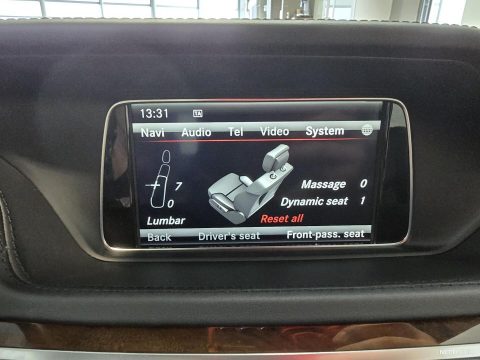 13:31 TA
Navi Audio Tel Video System
7
Massage 0
0
Dynamic seat 1
Lumbar
Reset all
Back Driver's seat Front-pass. seat